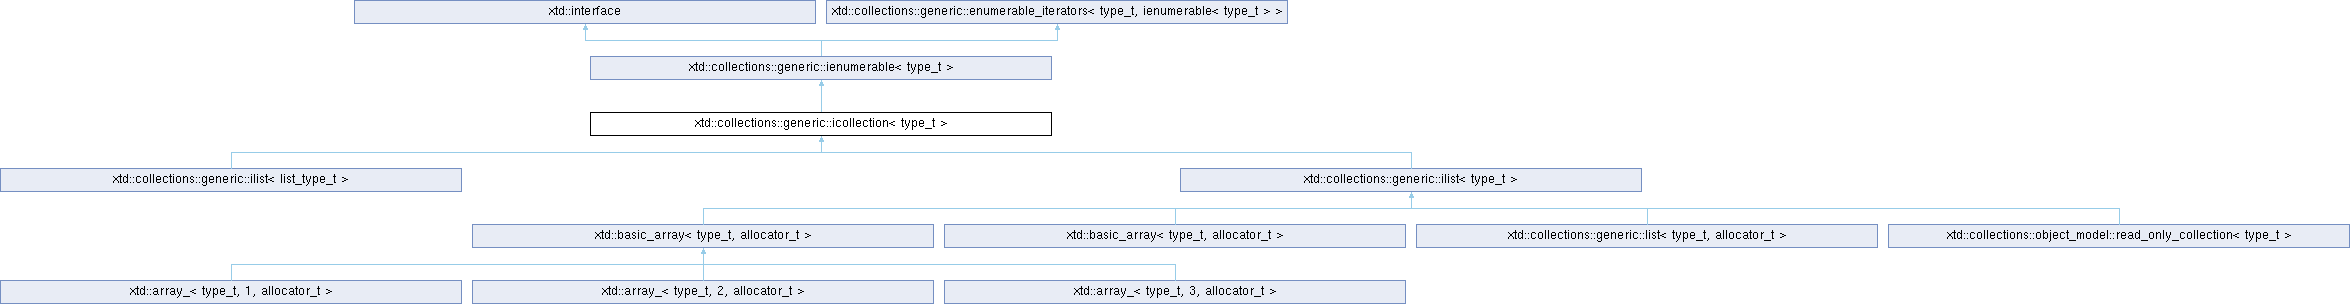 xtd::interface
xtd::collections::generic::enumerable_iterators< type_t, ienumerable< type_t > >
xtd::collections::generic::ienumerable< type_t >
xtd::collections::generic::icollection< type_t >
xtd::collections::generic::ilist< list_type_t >
xtd::collections::generic::ilist< type_t >
xtd::basic_array< type_t, allocator_t >
xtd::basic_array< type_t, allocator_t >
xtd::collections::generic::list< type_t, allocator_t >
xtd::collections::object_model::read_only_collection< type_t >
xtd::array_< type_t, 1, allocator_t >
xtd::array_< type_t, 2, allocator_t >
xtd::array_< type_t, 3, allocator_t >